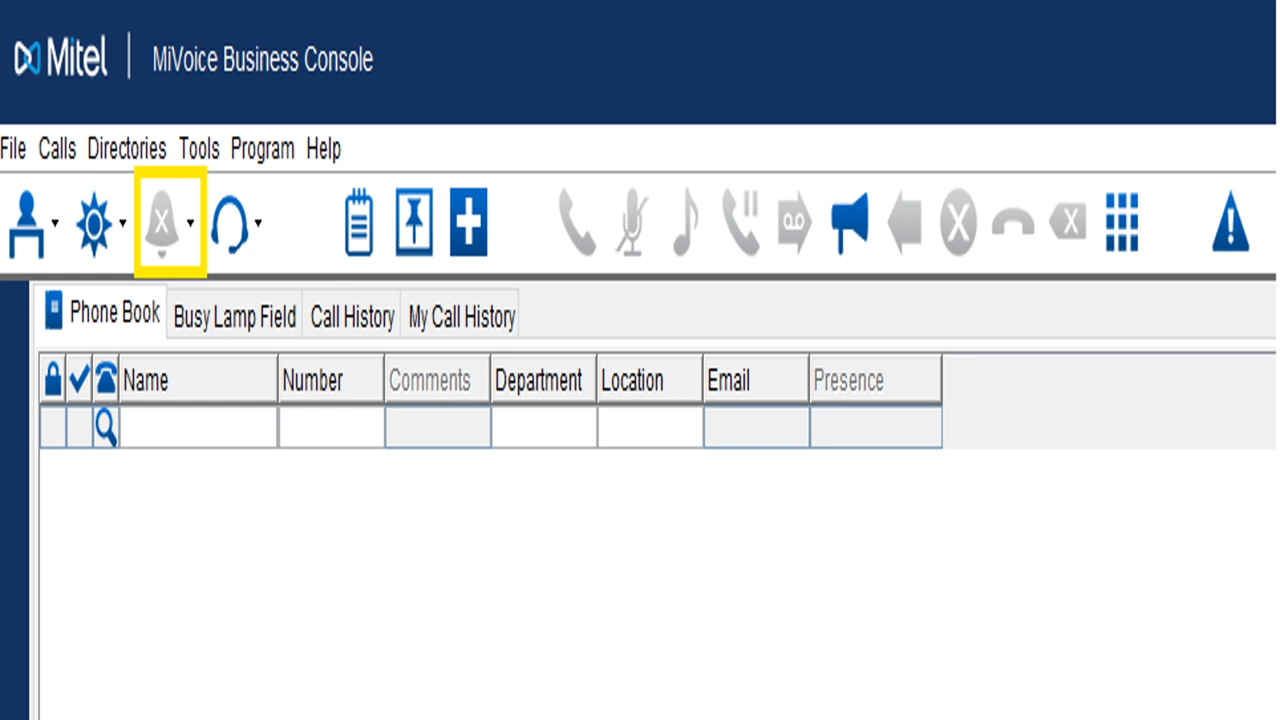 Mitel | MiVoice Business Console
File Calls Directories Tools Program Help
Phone Book Busy Lamp Field Call History My Call History
Name Number Comments Department Location Email Presence